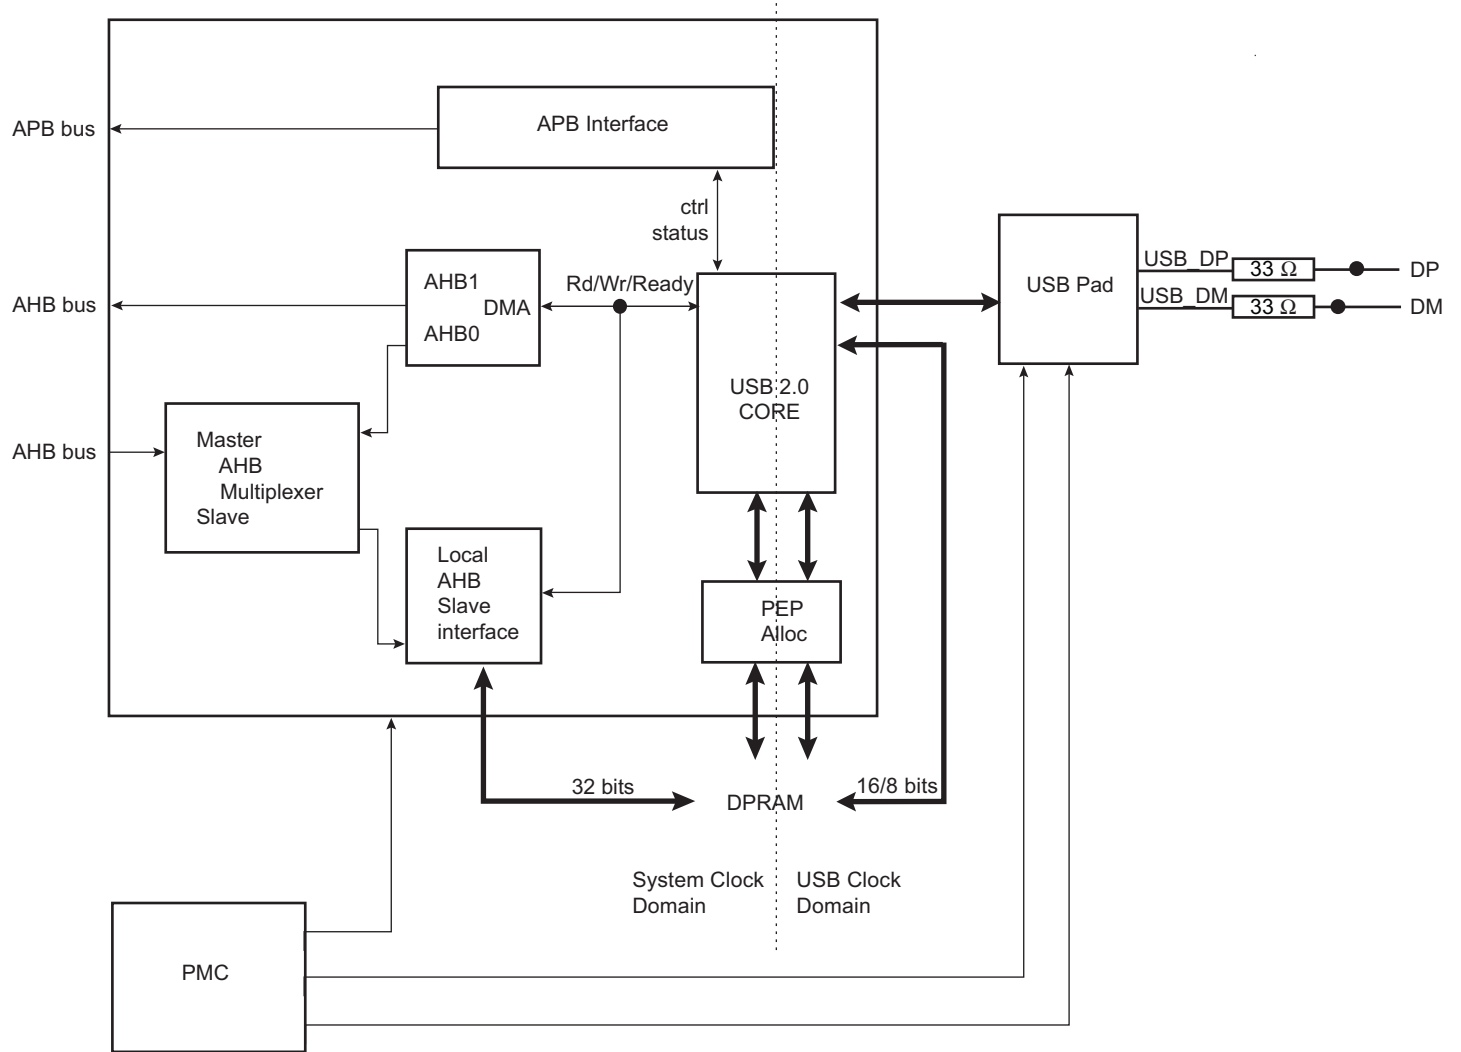 APB bus
APB Interface
ctrl
status
AHB bus
AHB1
DMA
AHB0
Rd/Wr/Ready
USB Pad
USB_DP
33 Ω
DP
USB_DM
33 Ω
DM
USB 2.0
CORE
AHB bus
Master
AHB
Multiplexer
Slave
Local
AHB
Slave
interface
PEP
Alloc
32 bits
DPRAM
16/8 bits
System Clock
Domain
USB Clock
Domain
PMC